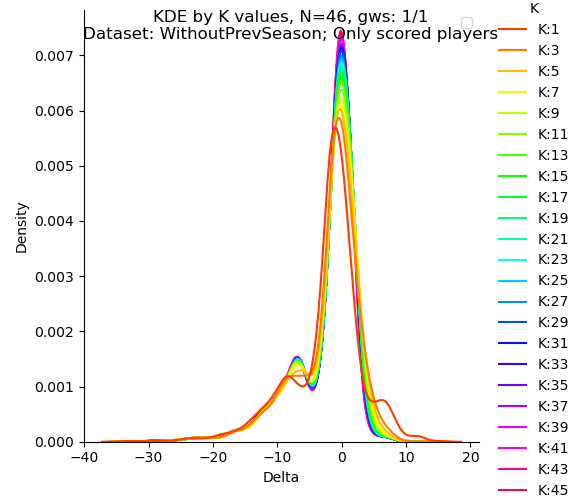 KDE by K values, N=46, gws: 1/1
Dataset: WithoutPrevSeason; Only scored players
K
K:1
K:3
K:5
K:7
K:9
K:11
K:13
K:15
K:17
K:19
K:21
K:23
K:25
K:27
K:29
K:31
K:33
K:35
K:37
K:39
K:41
K:43
K:45
Density
0.007
0.006
0.005
0.004
0.003
0.002
0.001
0.000
−40
−30
−20
−10
0
10
20
Delta